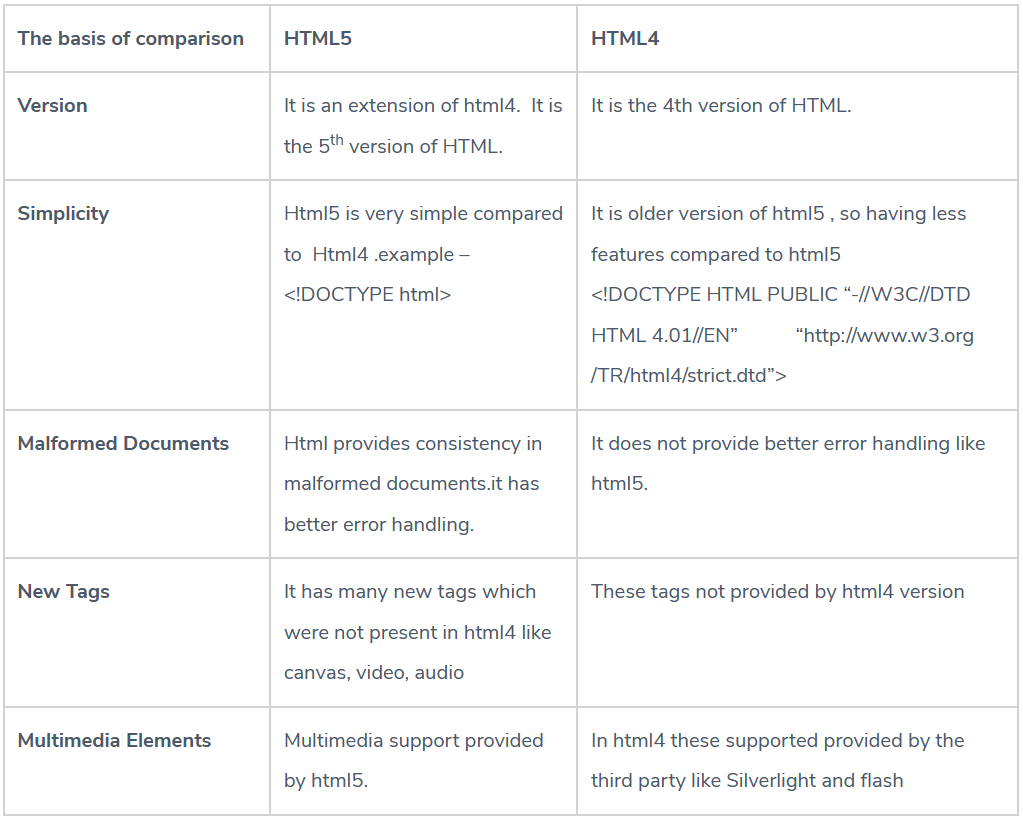 The basis of comparison
HTML5
HTML4
Version
It is an extension of html4.  It is
the 5th version of HTML.
It is the 4th version of HTML.
Simplicity
Html5 is very simple compared
to  Html4 .example –
<!DOCTYPE html>
It is older version of html5 , so having less
features compared to html5
<!DOCTYPE HTML PUBLIC “-//W3C//DTD
HTML 4.01//EN”          “http://www.w3.org
/TR/html4/strict.dtd”>
Malformed Documents
Html provides consistency in
malformed documents.it has
better error handling.
It does not provide better error handling like
html5.
New Tags
It has many new tags which
were not present in html4 like
canvas, video, audio
These tags not provided by html4 version
Multimedia Elements
Multimedia support provided
by html5.
In html4 these supported provided by the
third party like Silverlight and flash